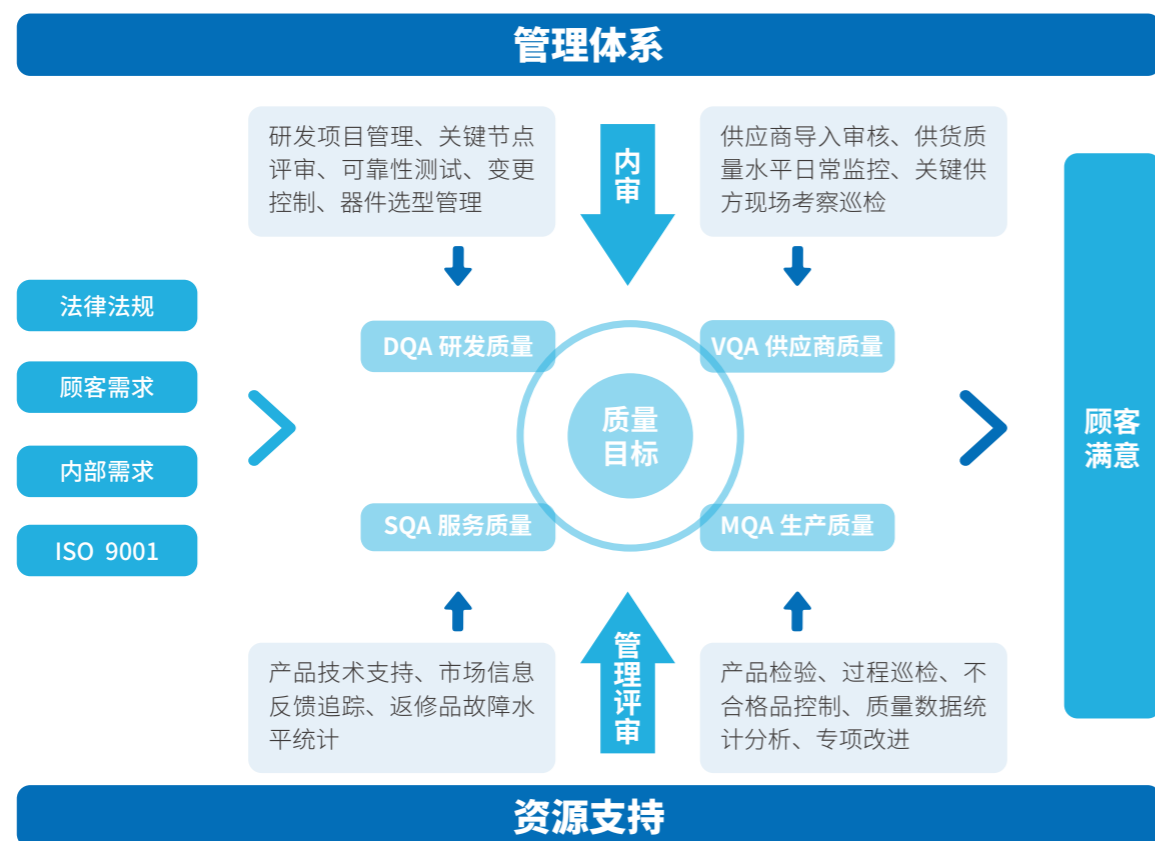 管理体系
研发项目管理、关键节点
评审、可靠性测试、变更
控制、器件选型管理
内审
供应商导入审核、供货质
量水平日常监控、关键供
方现场考察巡检
法律法规
顾客需求
内部需求
ISO 9001
DQA 研发质量
VQA 供应商质量
质量
目标
SQA 服务质量
MQA 生产质量
顾客
满意
产品技术支持、市场信息
反馈追踪、返修品故障水
平统计
管理评审
产品检验、过程巡检、不
合格品控制、质量数据统
计分析、专项改进
资源支持